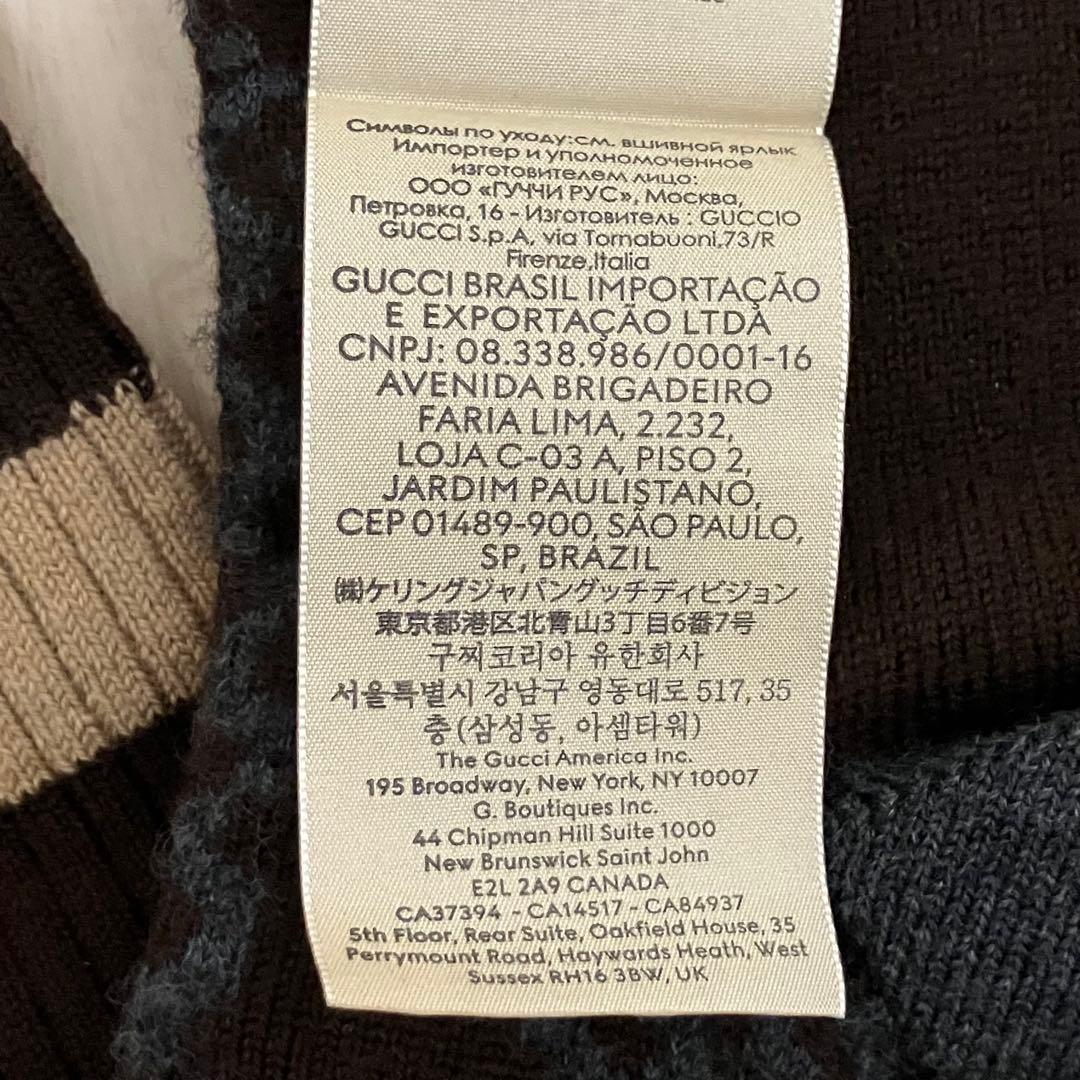 Символы по уходу:см. вшивной ярлык
Импортер и уполномоченное
изготовителем лицо:
ООО «ГУЧЧИ РУС», Москва,
Петровка, 16 - Изготовитель : GUCCIO
GUCCI S.p.A, via Tornabuoni,73/R
Firenze,Italia
GUCCI BRASIL IMPORTAÇÃO
E EXPORTAÇÃO LTDA
CNPJ: 08.338.986/0001-16
AVENIDA BRIGADEIRO
FARIA LIMA, 2.232,
LOJA C-03 A, PISO 2,
JARDIM PAULISTANO,
CEP 01489-900, SÃO PAULO,
SP, BRAZIL
㈱ケリングジャパングッチディビジョン
東京都港区北青山3丁目6番7号
구찌코리아 유한회사
서울특별시 강남구 영동대로 517, 35
층 (삼성동, 아셈타워)
The Gucci America Inc.
195 Broadway, New York, NY 10007
G. Boutiques Inc.
44 Chipman Hill Suite 1000
New Brunswick Saint John
E2L 2A9 CANADA
CA37394 - CA14517 - CA84937
5th Floor, Rear Suite, Oakfield House, 35
Perrymount Road, Haywards Heath, West
Sussex RH16 3BW, UK